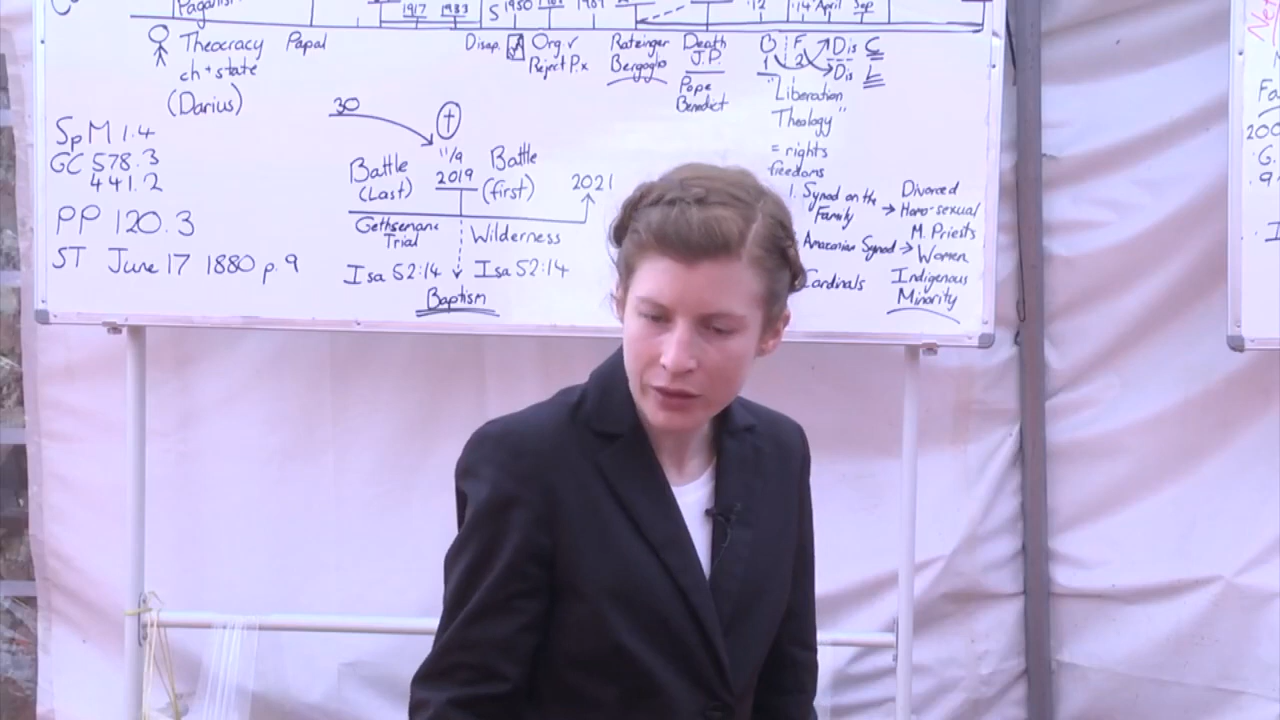 Paganism
1917 1933 S 1950 1989
'12 '14 April Sep
Theocracy Papal
ch + state
(Darius)
Disap. Org. ✓
Reject P.x
Ratzinger
Bergoglio
Death
J.P.
Pope
Benedict
B F Dis C
1 2 Dis L
"Liberation
Theology"
= rights
freedoms
SpM 1.4
GC 578.3
441.2
PP 120.3
ST June 17 1880 p.9
30
Battle
(Last)
11/9
2019
Battle
(first)
2021
Gethsemane
Trial
Wilderness
Isa 52:14 Isa 52:14
Baptism
1. Synod on the
Family → Divorced
Homo-sexual
M. Priests
Amazonian Synod → Women
Cardinals Indigenous
Minority
Fa
200
G.
.9